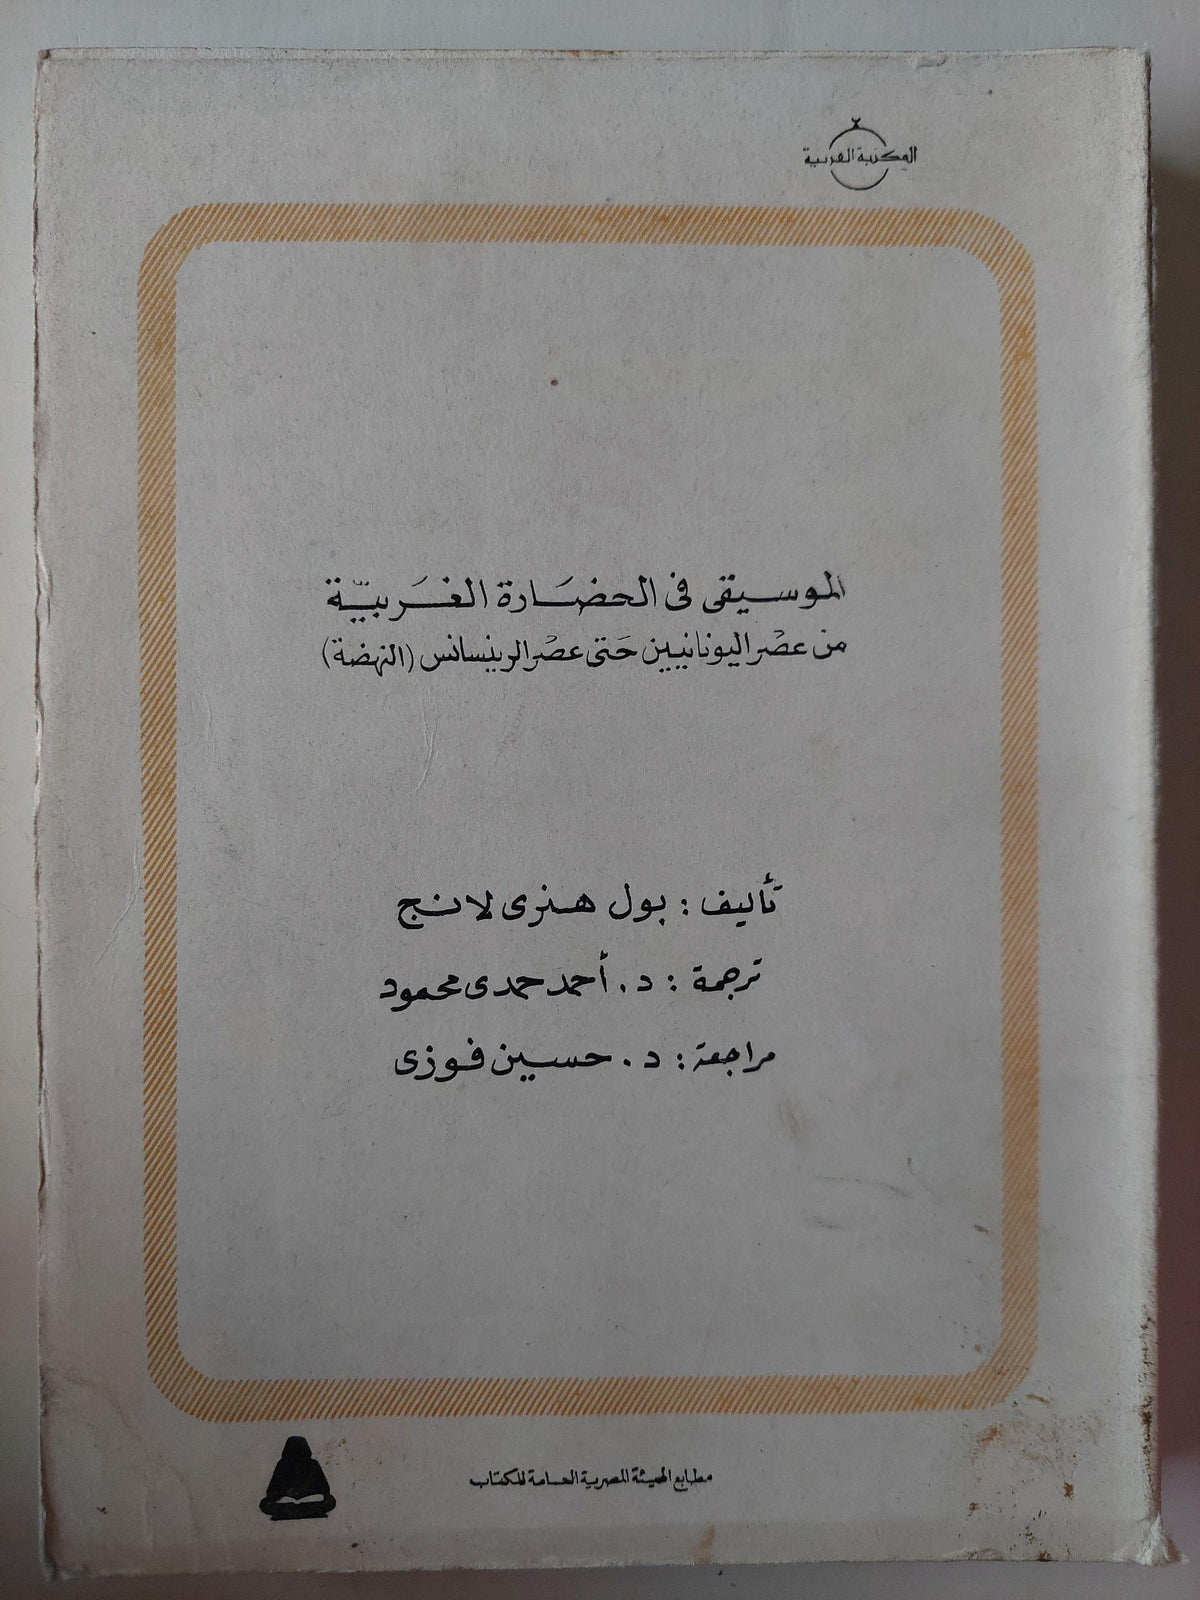 المكتبة العربية
الموسيقى فى الحضارة الغربيّة
من عصر اليونانيين حتى عصر الرينسانس (النهضة)
تأليف : بول هنرى لانج
ترجمة : د . أحمد حمدى محمود
مراجعة : د . حسين فوزى
مطابع الهيئة المصرية العامة للكتاب